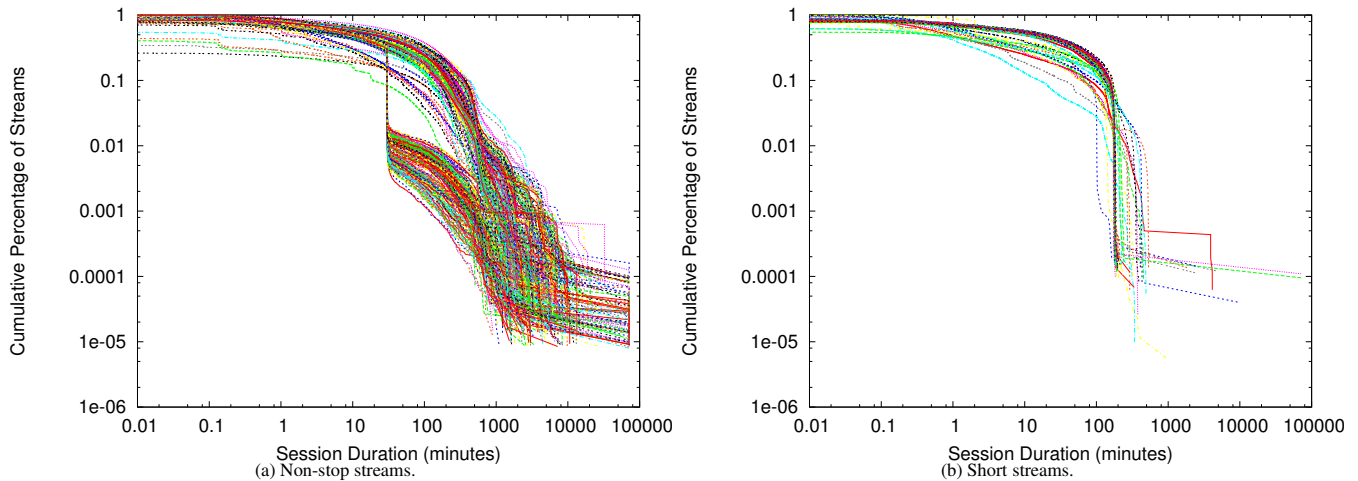 Cumulative Percentage of Streams
1
0.1
0.01
0.001
0.0001
1e-05
1e-06
0.01 0.1 1 10 100 1000 10000 100000
Session Duration (minutes)
(a) Non-stop streams.
Cumulative Percentage of Streams
1
0.1
0.01
0.001
0.0001
1e-05
1e-06
0.01 0.1 1 10 100 1000 10000 100000
Session Duration (minutes)
(b) Short streams.